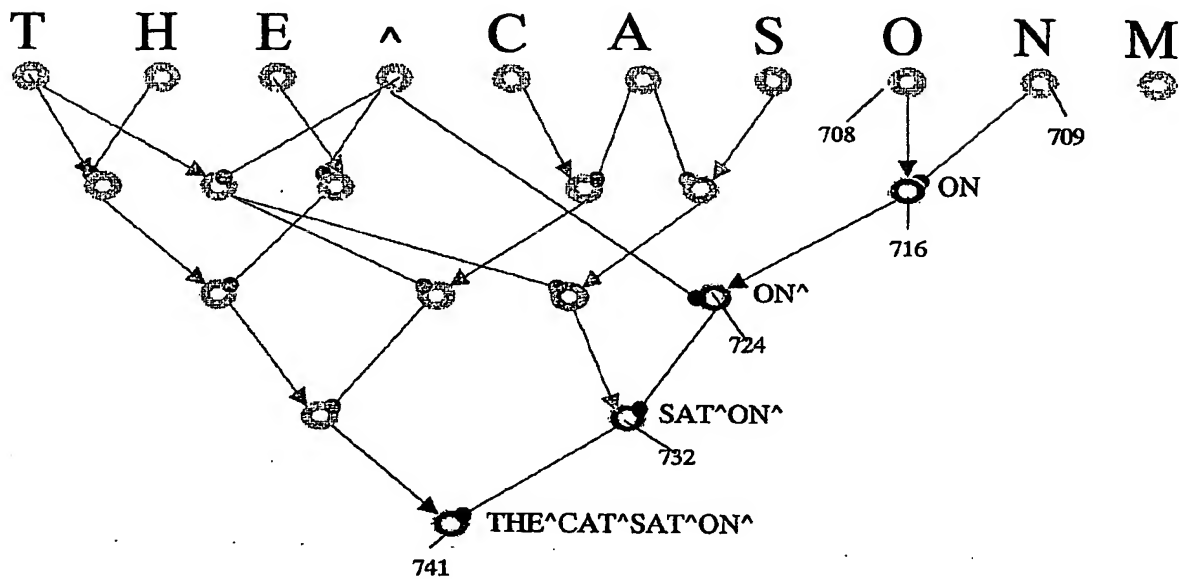 T H E ^ C A S O N M
708
709
ON
716
ON^
724
SAT^ON^
732
THE^CAT^SAT^ON^
741